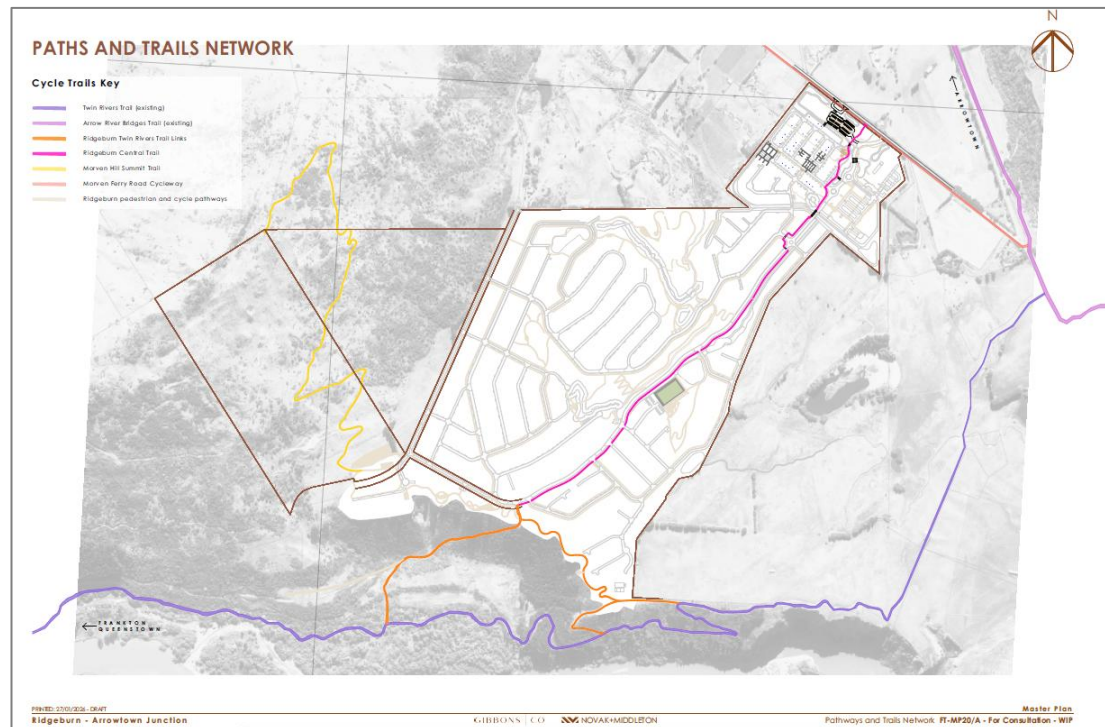 N
PATHS AND TRAILS NETWORK
Cycle Trails Key
Twin Rivers Trail (existing)
Arrow River Bridges Trail (existing)
Ridgeburn Twin Rivers Trail Links
Ridgeburn Central Trail
Morven Hill Summit Trail
Morven Ferry Road Cycleway
Ridgeburn pedestrian and cycle pathways
ARROWTOWN
FRANKTON
QUEENSTOWN
PRINTED: 27/01/2026 - DRAFT
Master Plan
Ridgeburn - Arrowtown Junction
GIBBONS | CO
NOVAK+MIDDLETON
Pathways and Trails Network FT-MP20/A - For Consultation - WIP